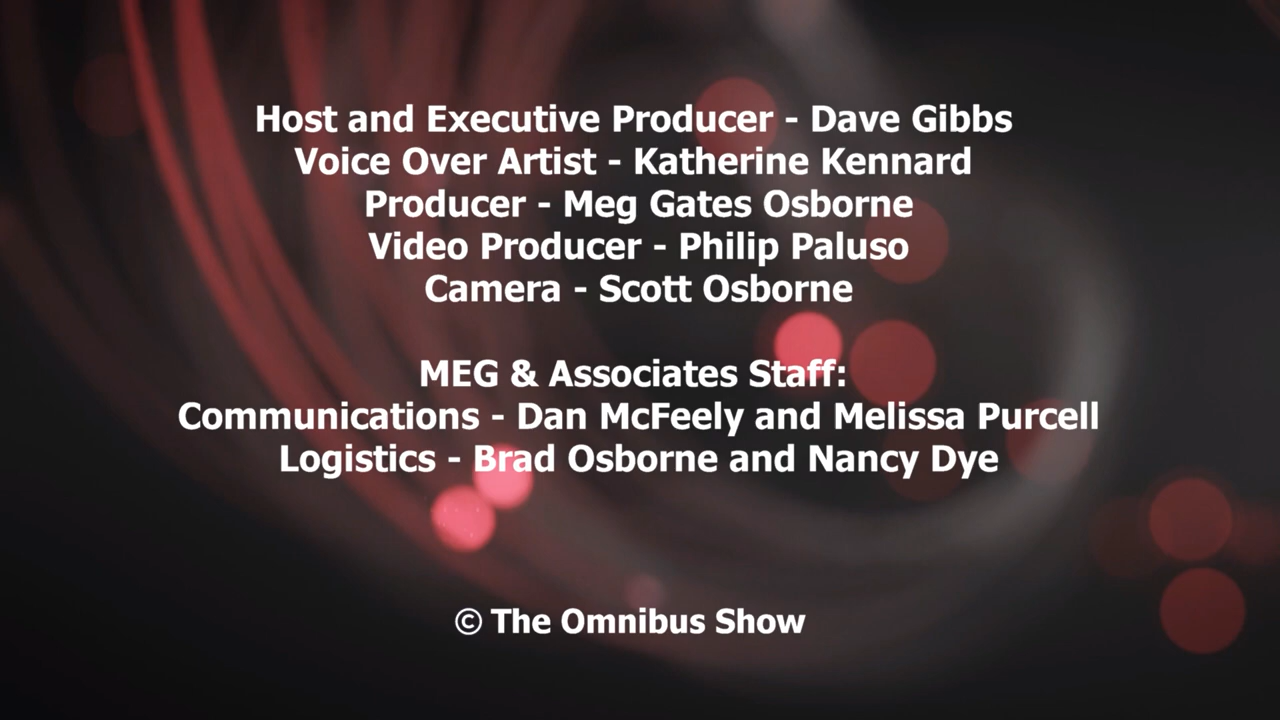 Host and Executive Producer - Dave Gibbs
Voice Over Artist - Katherine Kennard
Producer - Meg Gates Osborne
Video Producer - Philip Paluso
Camera - Scott Osborne
MEG & Associates Staff:
Communications - Dan McFeely and Melissa Purcell
Logistics - Brad Osborne and Nancy Dye
© The Omnibus Show